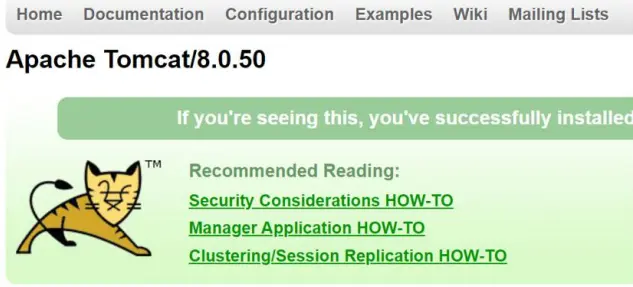 Home Documentation Configuration Examples Wiki Mailing Lists
Apache Tomcat/8.0.50
If you're seeing this, you've successfully installed
TM
Recommended Reading:
Security Considerations HOW-TO
Manager Application HOW-TO
Clustering/Session Replication HOW-TO